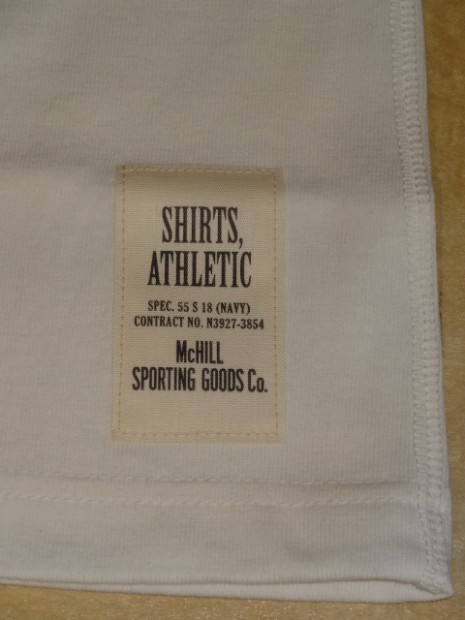 SHIRTS,
ATHLETIC
SPEC. 55 S 18 (NAVY)
CONTRACT NO. N3927-3854
McHILL
SPORTING GOODS Co.